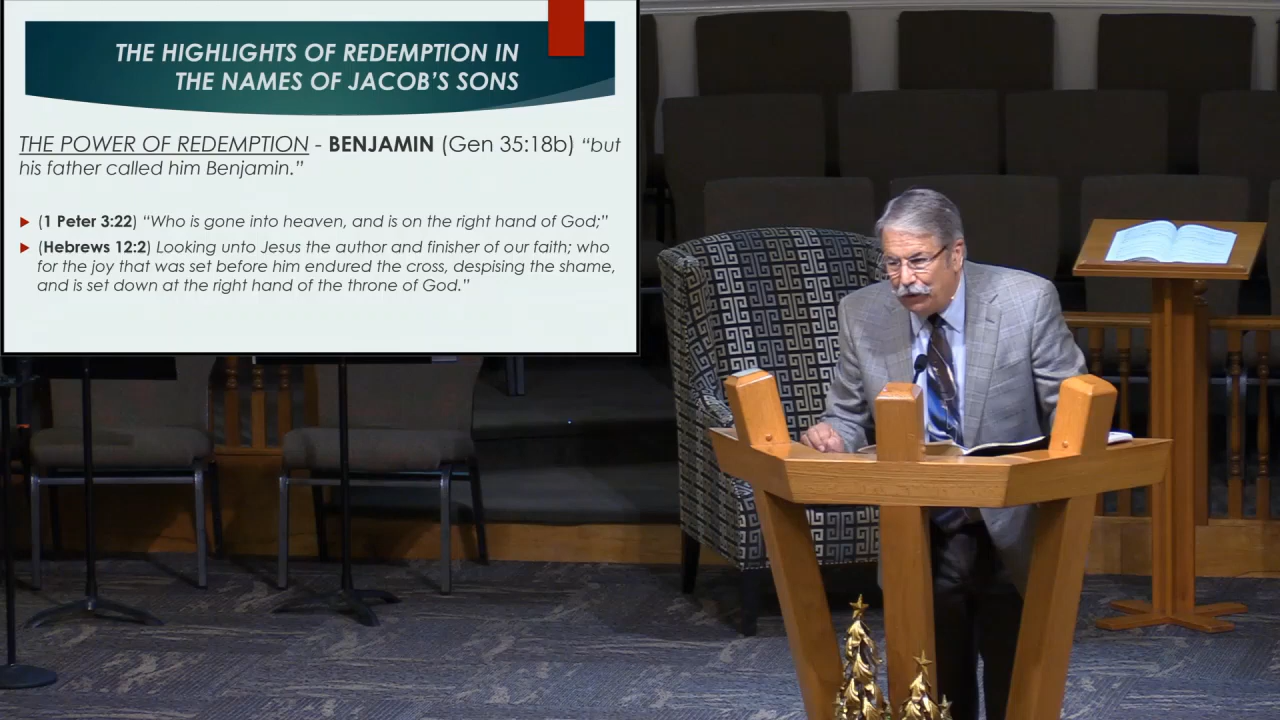 THE HIGHLIGHTS OF REDEMPTION IN
THE NAMES OF JACOB'S SONS
THE POWER OF REDEMPTION - BENJAMIN (Gen 35:18b) “but
his father called him Benjamin.”
(1 Peter 3:22) “Who is gone into heaven, and is on the right hand of God;”
(Hebrews 12:2) Looking unto Jesus the author and finisher of our faith; who
for the joy that was set before him endured the cross, despising the shame,
and is set down at the right hand of the throne of God.”